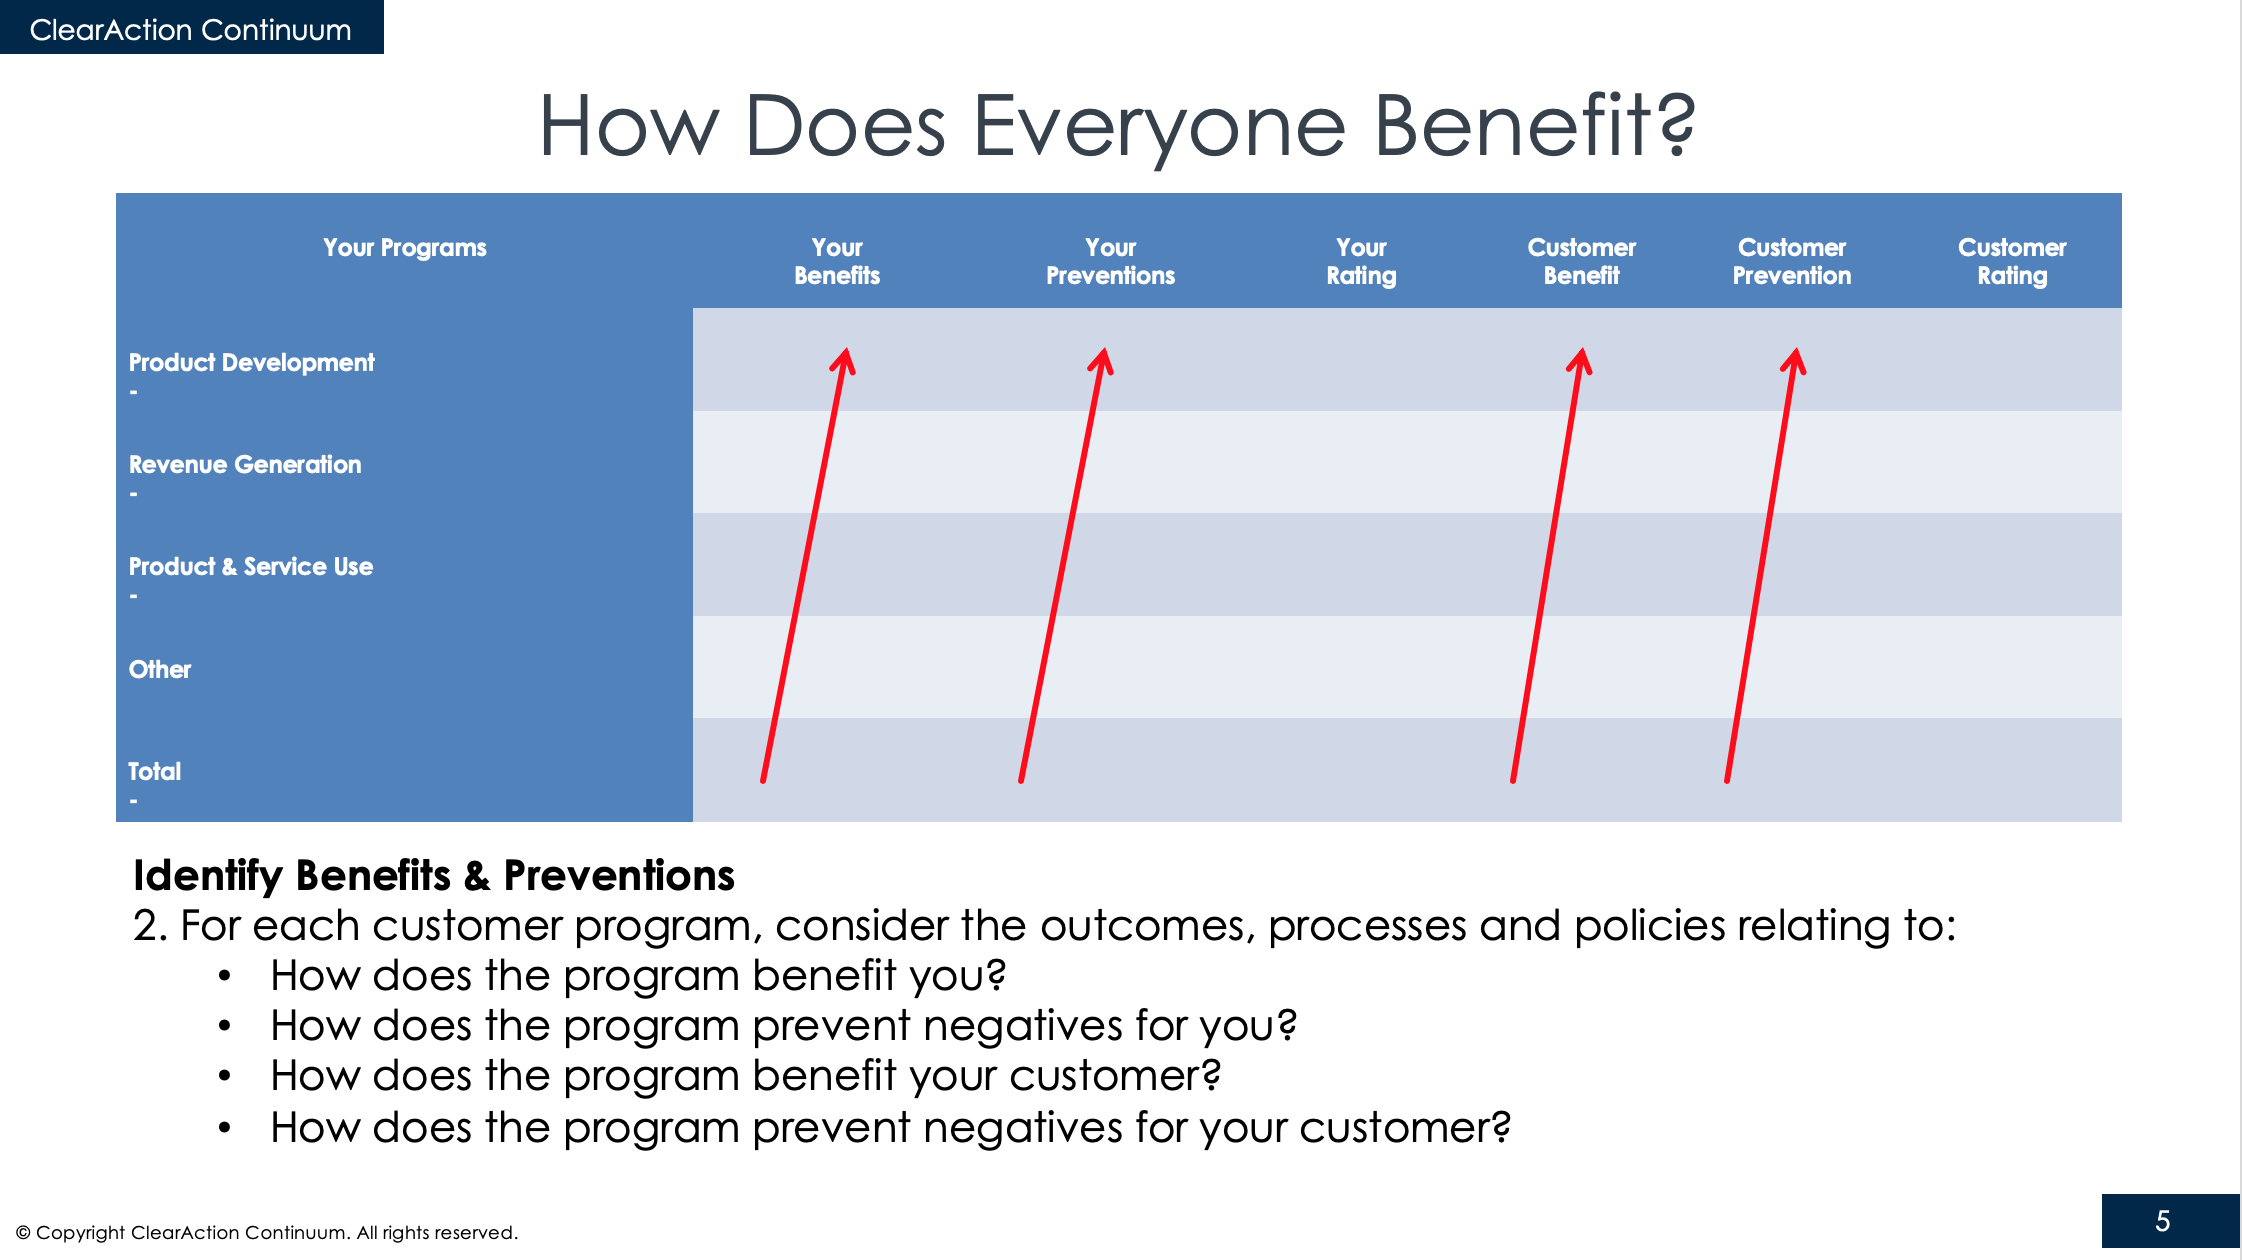 ClearAction Continuum
How Does Everyone Benefit?
Your Programs
Your
Benefits
Your
Preventions
Your
Rating
Customer
Benefit
Customer
Prevention
Customer
Rating
Product Development
-
Revenue Generation
-
Product & Service Use
-
Other
Total
-
Identify Benefits & Preventions
2. For each customer program, consider the outcomes, processes and policies relating to:
• How does the program benefit you?
• How does the program prevent negatives for you?
• How does the program benefit your customer?
• How does the program prevent negatives for your customer?
© Copyright ClearAction Continuum. All rights reserved.
5